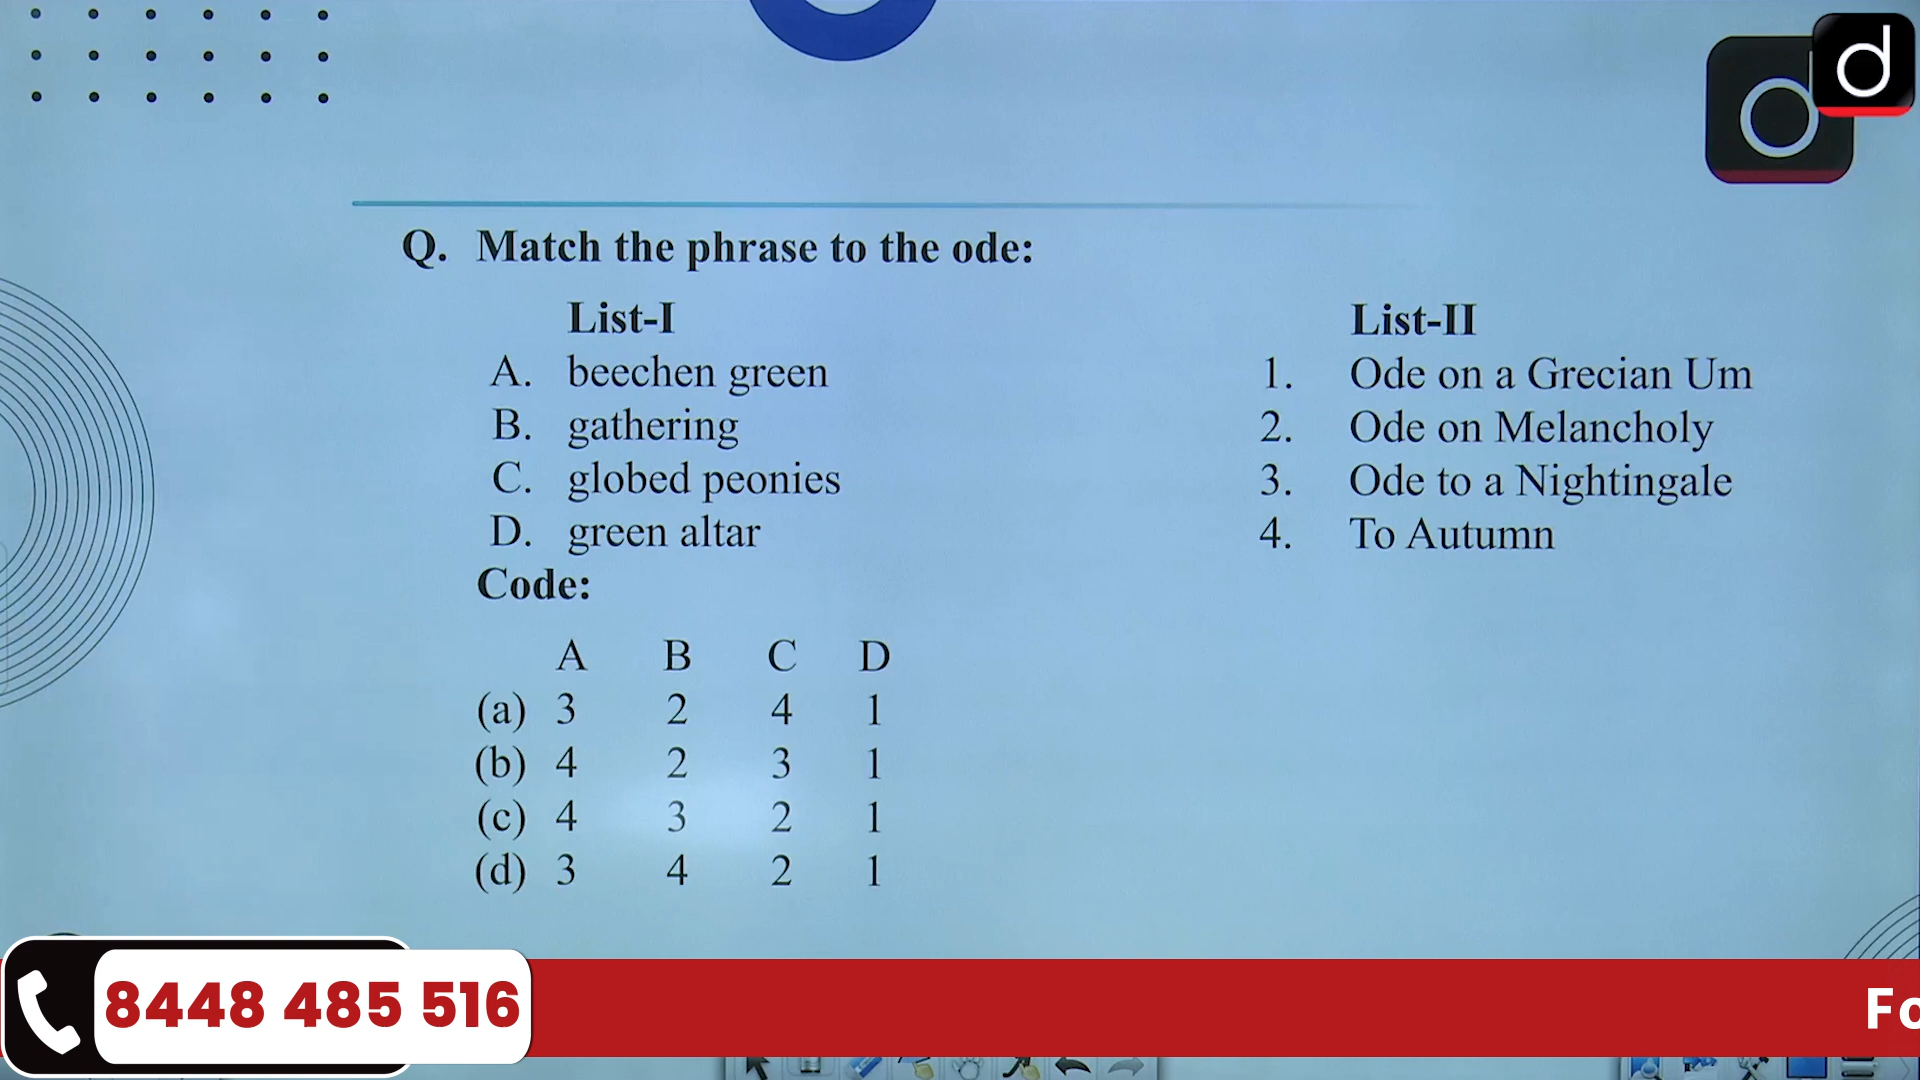 d
Q. Match the phrase to the ode:
List-I List-II
A. beechen green 1. Ode on a Grecian Um
B. gathering 2. Ode on Melancholy
C. globed peonies 3. Ode to a Nightingale
D. green altar 4. To Autumn
Code:
A B C D
(a) 3 2 4 1
(b) 4 2 3 1
(c) 4 3 2 1
(d) 3 4 2 1
8448 485 516
Fo